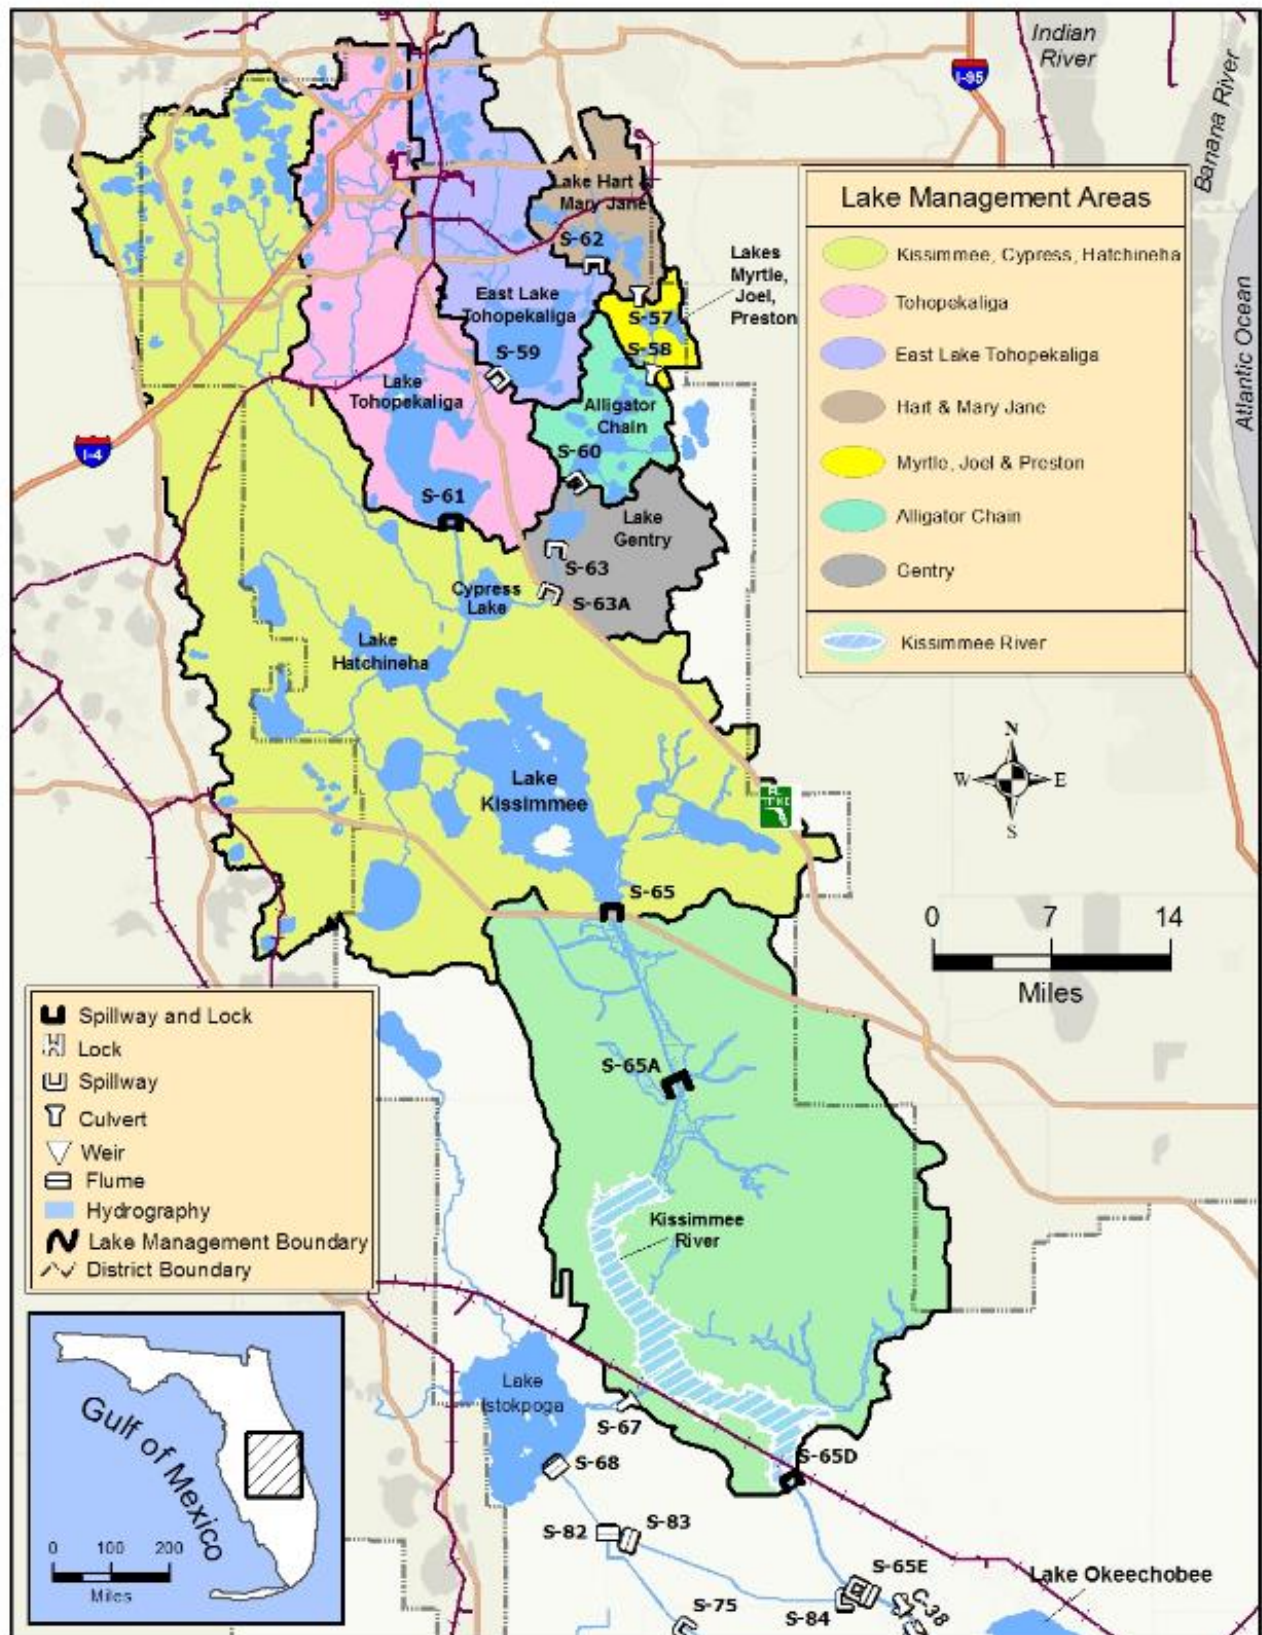 Indian
River
I-95
Banana River
Atlantic Ocean
Lake Management Areas
Kissimmee, Cypress, Hatchineha
Tohopekaliga
East Lake Tohopekaliga
Hart & Mary Jane
Myrtle, Joel & Preston
Alligator Chain
Gentry
Kissimmee River
Lake Hart
Mary Jane
S-62
Lakes
Myrtle,
Joel,
Preston
East Lake
Tohopekaliga
S-57
S-58
S-59
Lake
Tohopekaliga
Alligator
Chain
I-4
S-60
S-61
Lake
Gentry
S-63
Cypress
Lake
S-63A
Lake
Hatchineha
Lake
Kissimmee
N
W
E
S
S-65
0 7 14
Miles
Spillway and Lock
Lock
Spillway
Culvert
Weir
Flume
Hydrography
Lake Management Boundary
District Boundary
S-65A
Kissimmee
River
Gulf of Mexico
0 100 200
Miles
Lake
Istokpoga
S-67
S-68
S-65D
S-82
S-83
S-65E
S-84
C-38
S-75
Lake Okeechobee